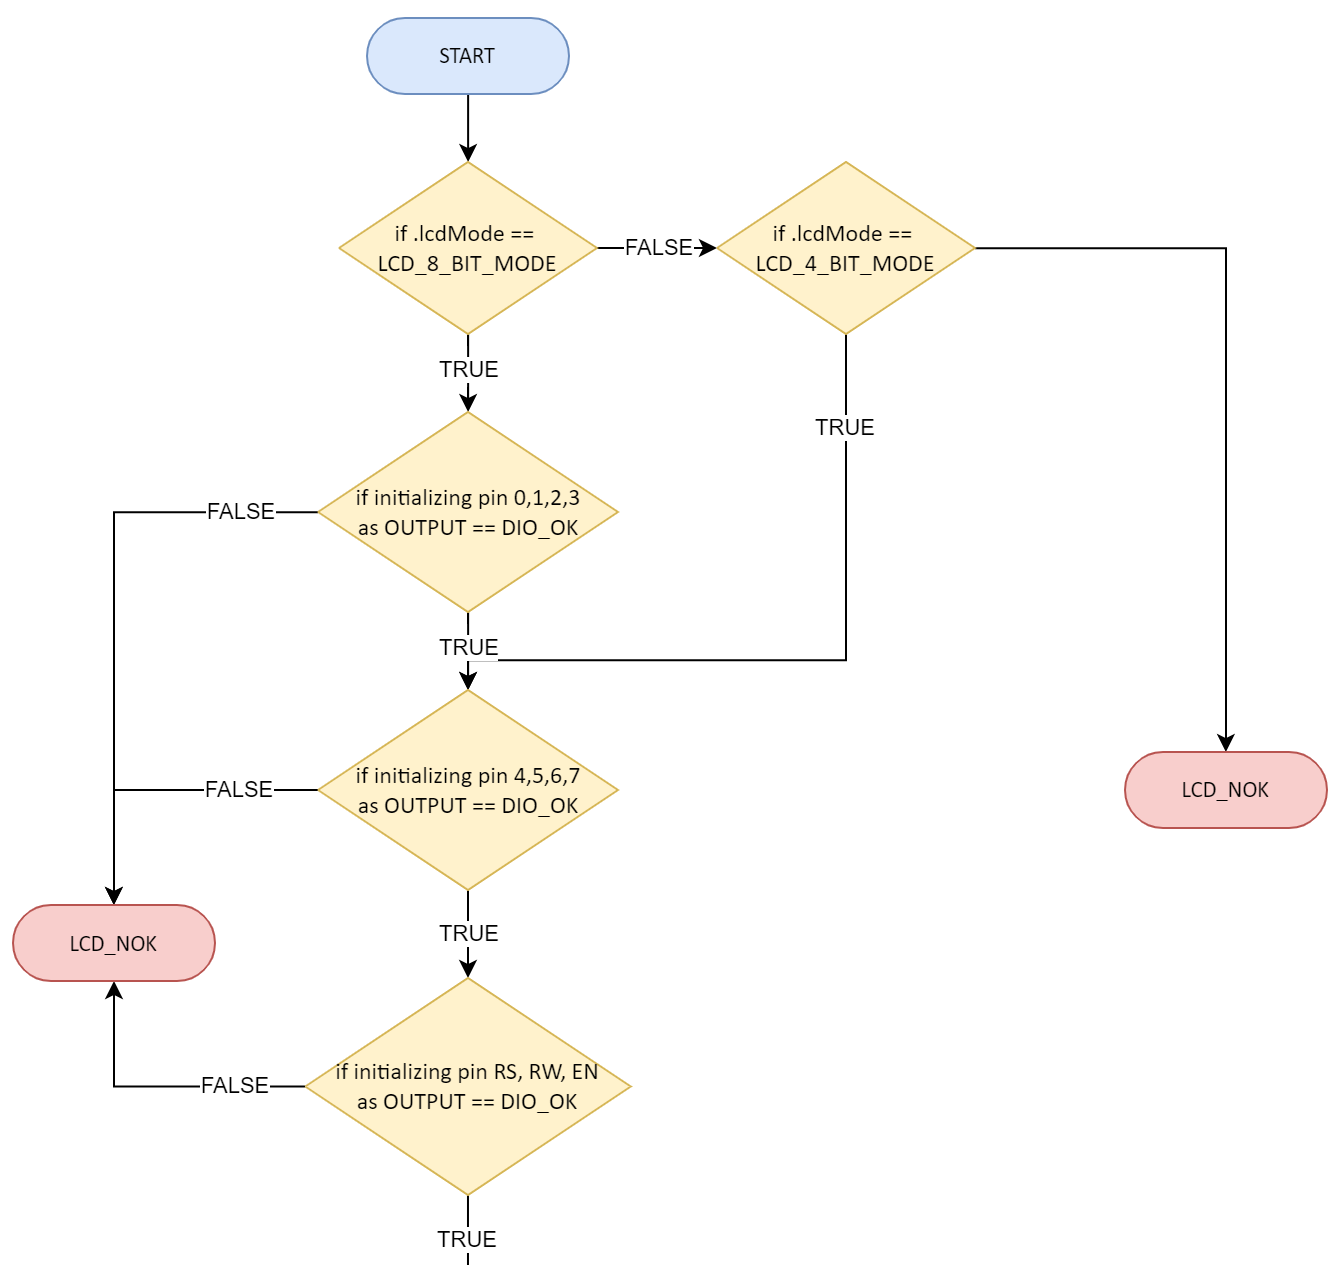 START
if .lcdMode ==
LCD_8_BIT_MODE
FALSE
if .lcdMode ==
LCD_4_BIT_MODE
TRUE
TRUE
if initializing pin 0,1,2,3
as OUTPUT == DIO_OK
FALSE
TRUE
if initializing pin 4,5,6,7
as OUTPUT == DIO_OK
FALSE
LCD_NOK
TRUE
LCD_NOK
if initializing pin RS, RW, EN
as OUTPUT == DIO_OK
FALSE
TRUE